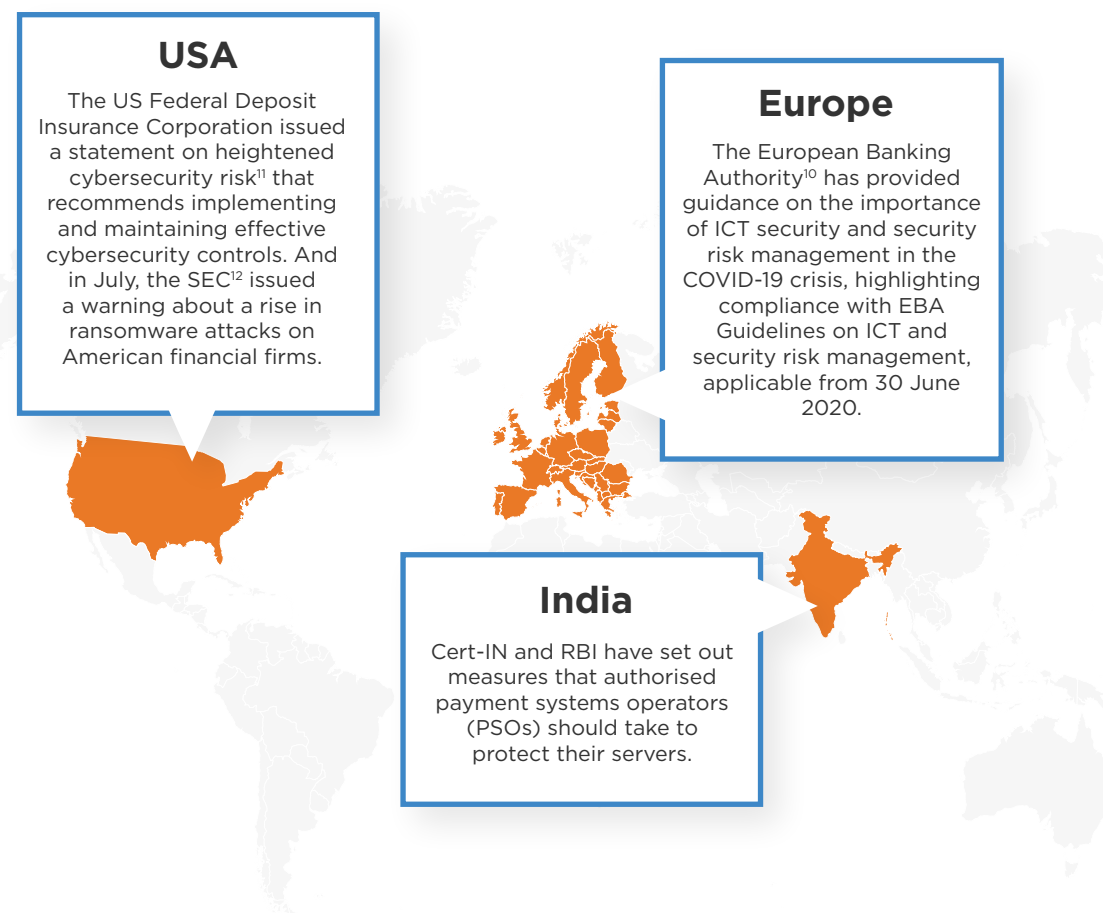 USA
The US Federal Deposit
Insurance Corporation issued
a statement on heightened
cybersecurity risk¹¹ that
recommends implementing
and maintaining effective
cybersecurity controls. And
in July, the SEC¹² issued
a warning about a rise in
ransomware attacks on
American financial firms.
Europe
The European Banking
Authority¹⁰ has provided
guidance on the importance
of ICT security and security
risk management in the
COVID-19 crisis, highlighting
compliance with EBA
Guidelines on ICT and
security risk management,
applicable from 30 June
2020.
India
Cert-IN and RBI have set out
measures that authorised
payment systems operators
(PSOs) should take to
protect their servers.